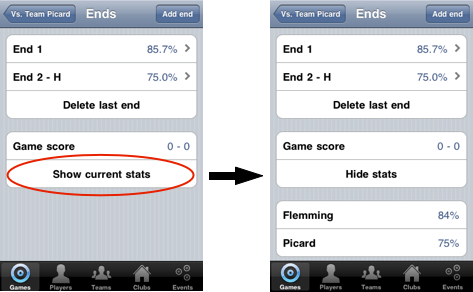 Vs. Team Picard Ends Add end
End 1 85.7%
End 2 - H 75.0%
Delete last end
Game score 0 - 0
Show current stats
Games Players Teams Clubs Events
Vs. Team Picard Ends Add end
End 1 85.7%
End 2 - H 75.0%
Delete last end
Game score 0 - 0
Hide stats
Flemming 84%
Picard 75%
Games Players Teams Clubs Events